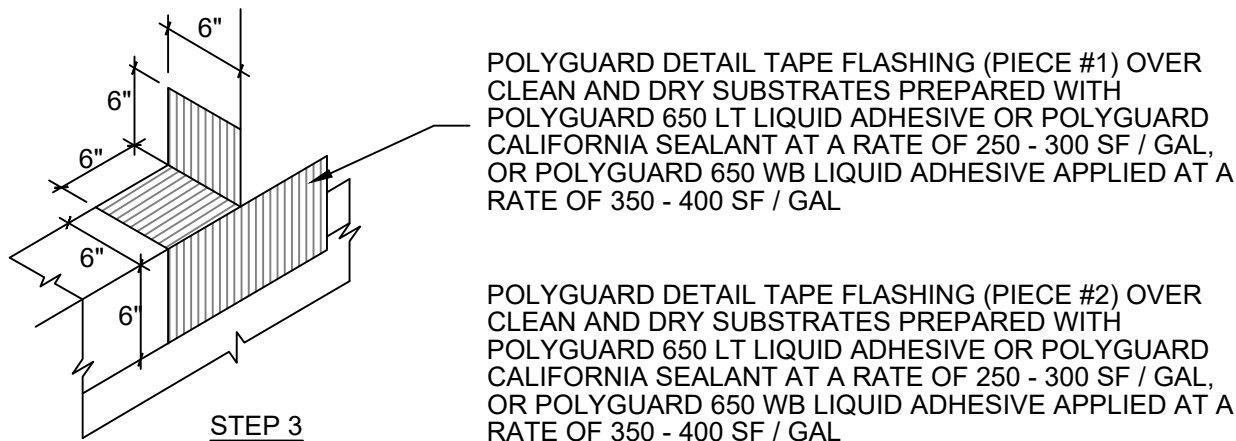 6"
6"
6"
6"
6"
STEP 3
POLYGUARD DETAIL TAPE FLASHING (PIECE #1) OVER
CLEAN AND DRY SUBSTRATES PREPARED WITH
POLYGUARD 650 LT LIQUID ADHESIVE OR POLYGUARD
CALIFORNIA SEALANT AT A RATE OF 250 - 300 SF / GAL,
OR POLYGUARD 650 WB LIQUID ADHESIVE APPLIED AT A
RATE OF 350 - 400 SF / GAL
POLYGUARD DETAIL TAPE FLASHING (PIECE #2) OVER
CLEAN AND DRY SUBSTRATES PREPARED WITH
POLYGUARD 650 LT LIQUID ADHESIVE OR POLYGUARD
CALIFORNIA SEALANT AT A RATE OF 250 - 300 SF / GAL,
OR POLYGUARD 650 WB LIQUID ADHESIVE APPLIED AT A
RATE OF 350 - 400 SF / GAL